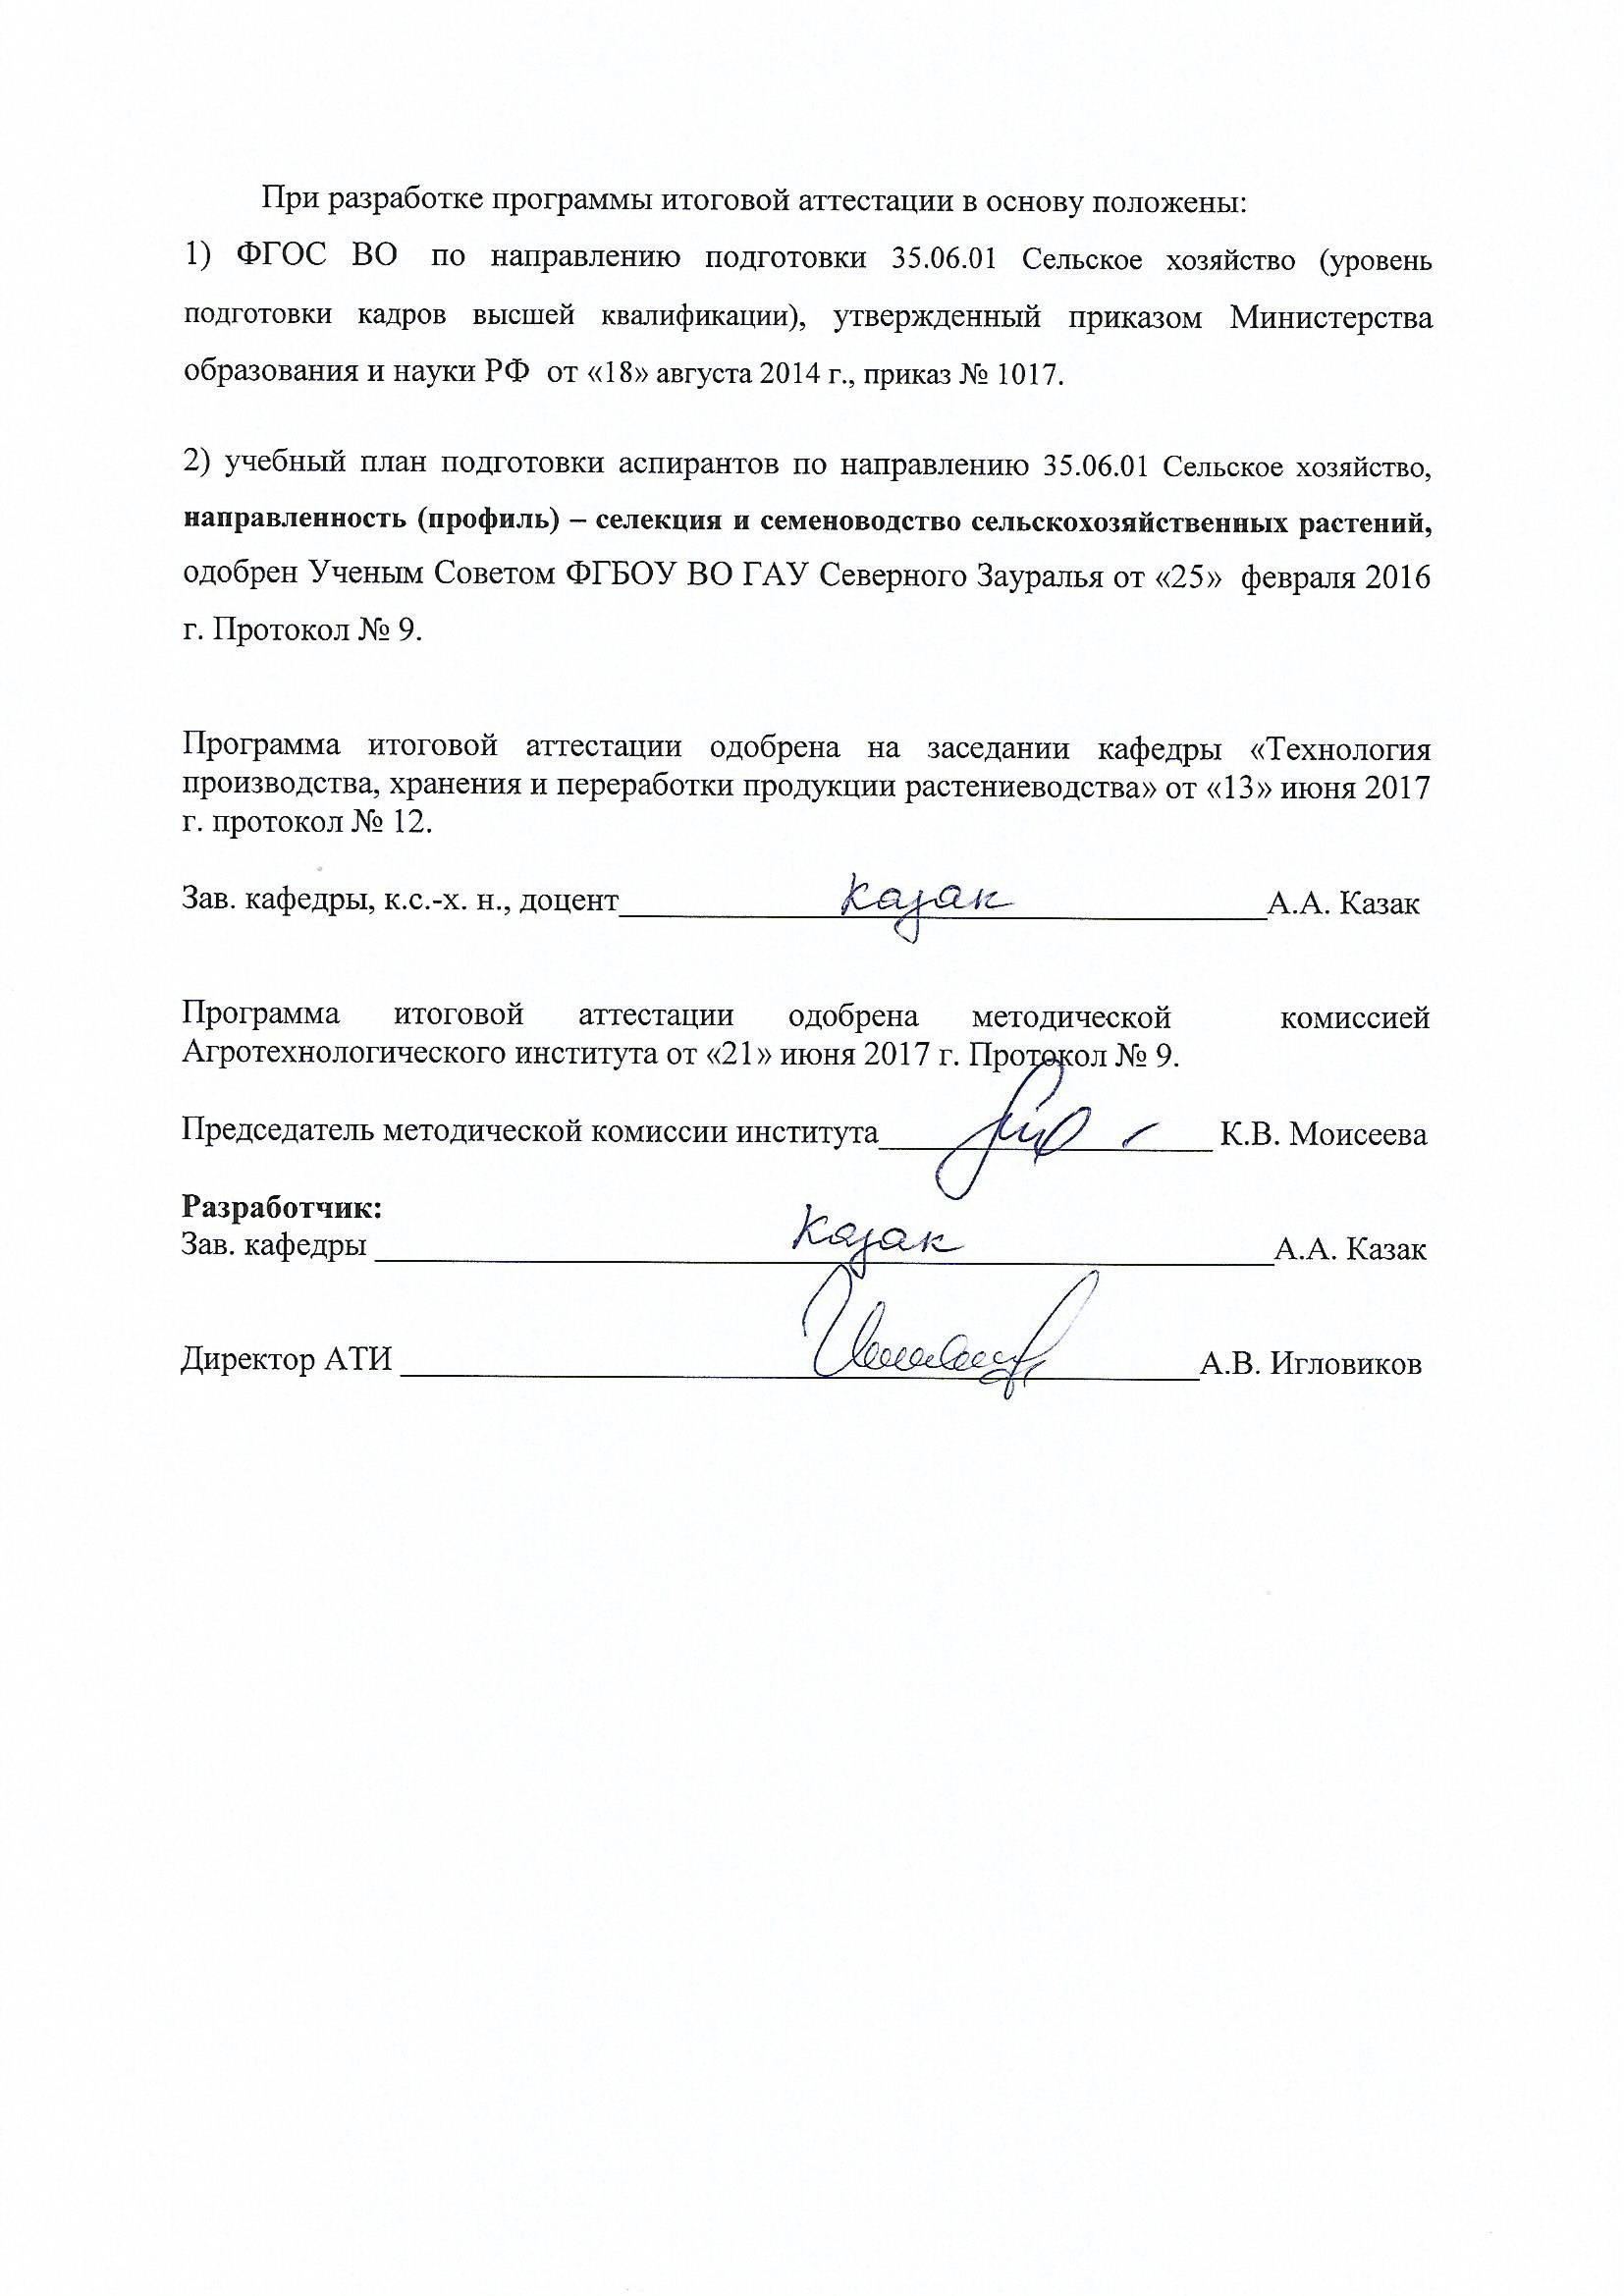 При разработке программы итоговой аттестации в основу положены:
1) ФГОС ВО по направлению подготовки 35.06.01 Сельское хозяйство (уровень
подготовки кадров высшей квалификации), утвержденный приказом Министерства
образования и науки РФ от «18» августа 2014 г., приказ № 1017.
2) учебный план подготовки аспирантов по направлению 35.06.01 Сельское хозяйство,
направленность (профиль) – селекция и семеноводство сельскохозяйственных растений,
одобрен Ученым Советом ФГБОУ ВО ГАУ Северного Зауралья от «25» февраля 2016
г. Протокол № 9.
Программа итоговой аттестации одобрена на заседании кафедры «Технология
производства, хранения и переработки продукции растениеводства» от «13» июня 2017
г. протокол № 12.
Зав. кафедры, к.с.-х. н., доцент Казак А.А. Казак
Программа итоговой аттестации одобрена методической комиссией
Агротехнологического института от «21» июня 2017 г. Протокол № 9.
Председатель методической комиссии института К.В. Моисеева
Разработчик:
Зав. кафедры Казак А.А. Казак
Директор АТИ А.В. Игловиков